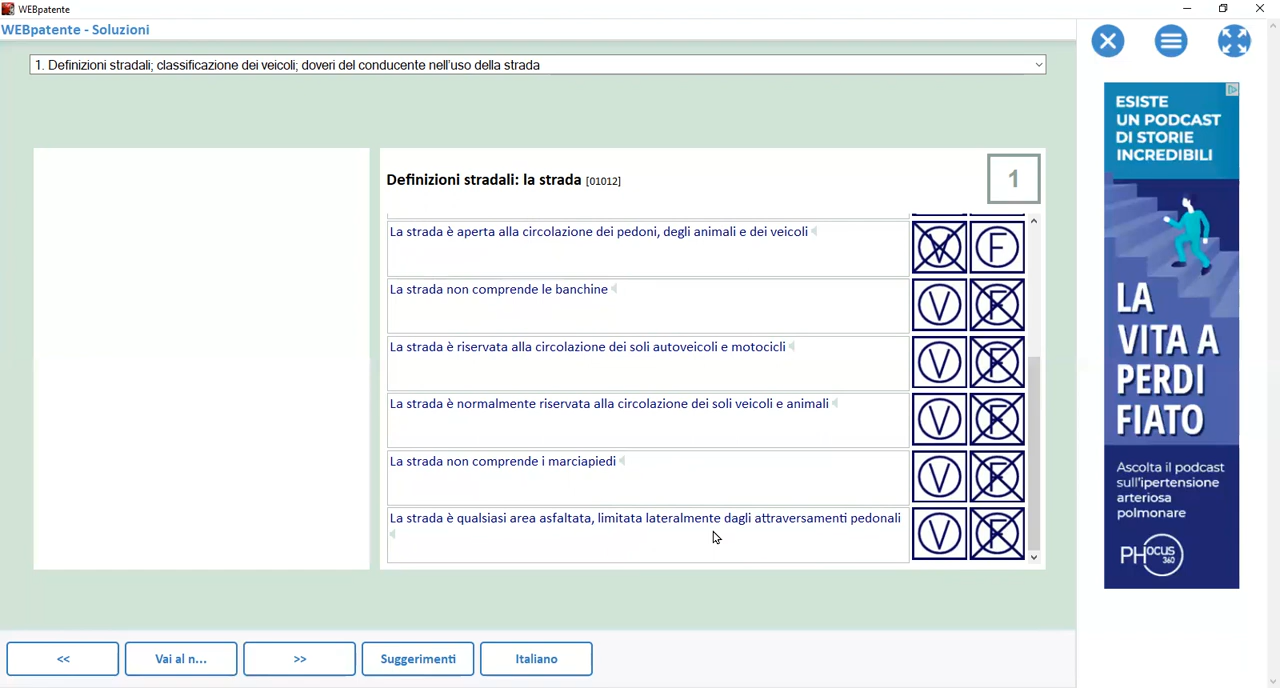 WEBpatente
WEBpatente - Soluzioni
1. Definizioni stradali; classificazione dei veicoli; doveri del conducente nell'uso della strada
Definizioni stradali: la strada [01012]
1
La strada è aperta alla circolazione dei pedoni, degli animali e dei veicoli
V F
La strada non comprende le banchine
V F
La strada è riservata alla circolazione dei soli autoveicoli e motocicli
V F
La strada è normalmente riservata alla circolazione dei soli veicoli e animali
V F
La strada non comprende i marciapiedi
V F
La strada è qualsiasi area asfaltata, limitata lateralmente dagli attraversamenti pedonali
V F
<< Vai al n... >> Suggerimenti Italiano
ESISTE
UN PODCAST
DI STORIE
INCREDIBILI
LA
VITA A
PERDI
FIATO
Ascolta il podcast
sull'ipertensione
arteriosa
polmonare
PHocus
360